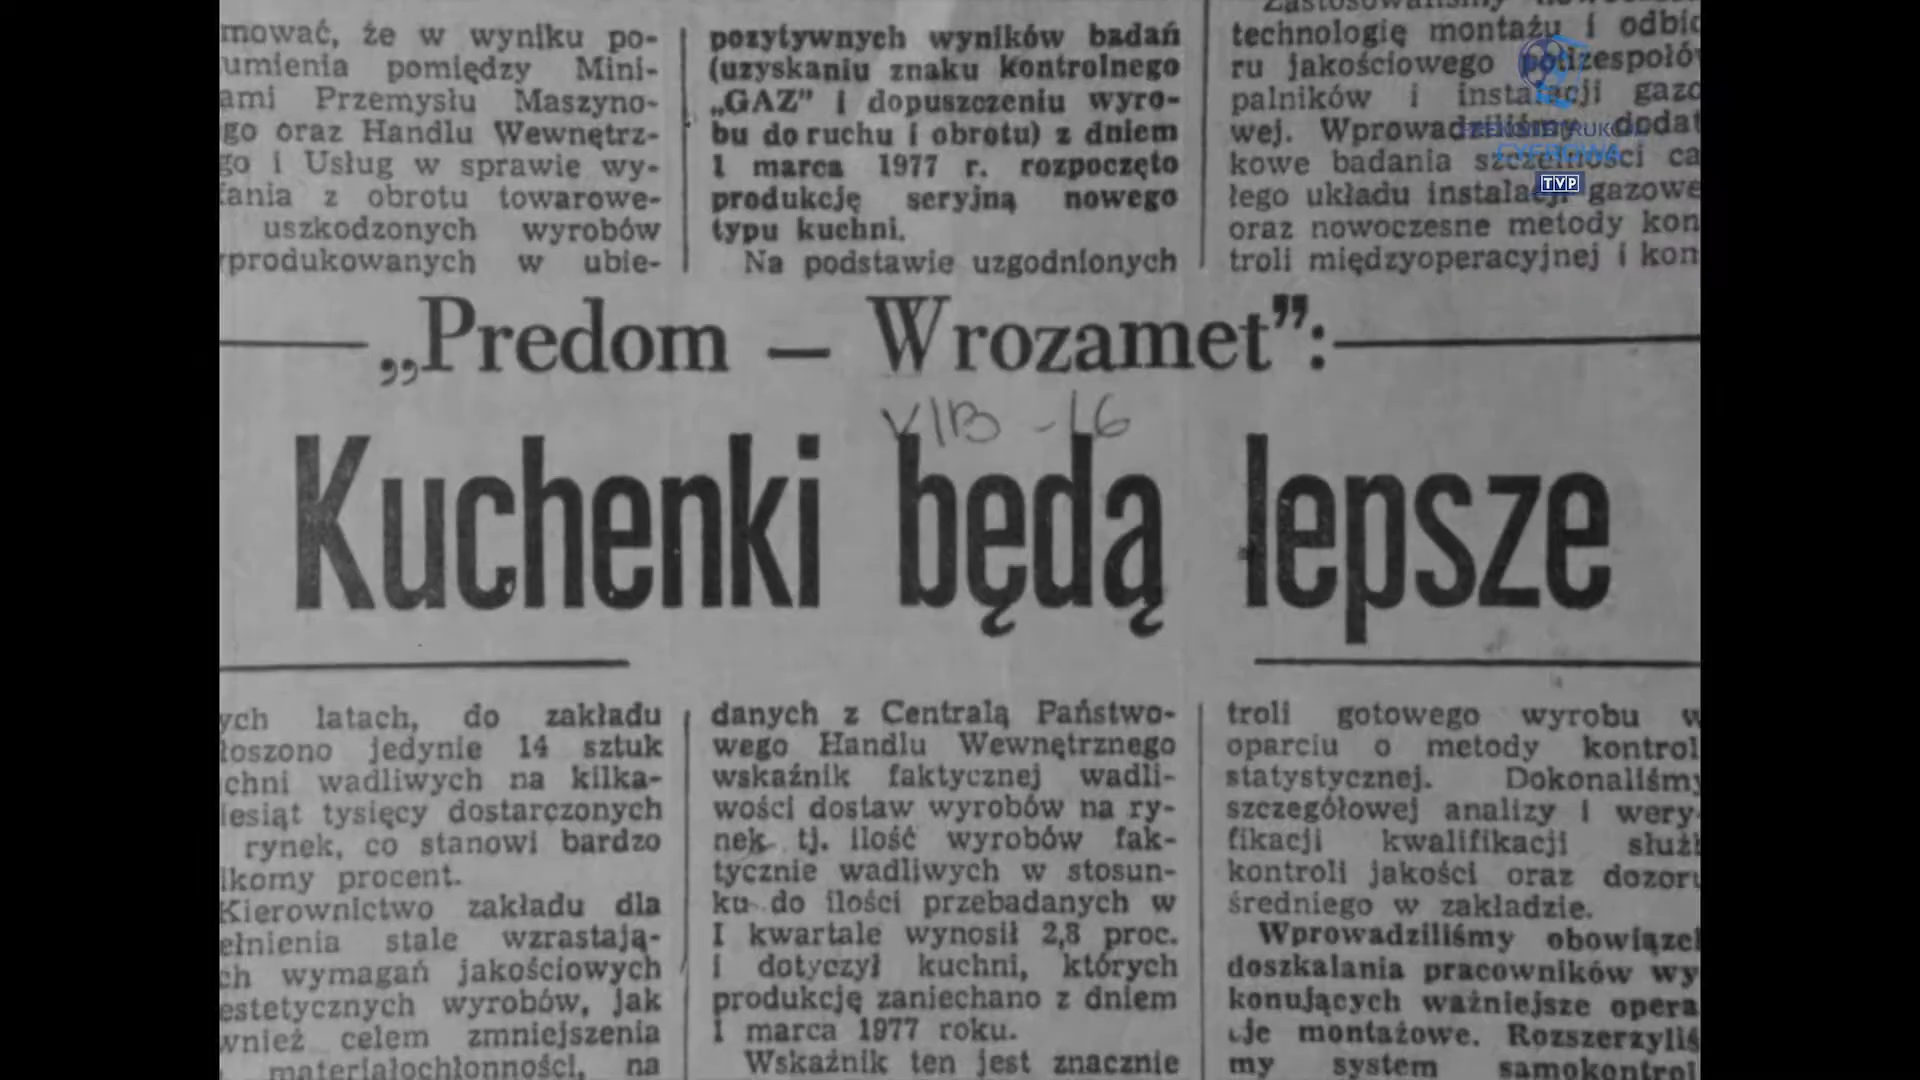 mować, że w wyniku po-
umienia pomiędzy Mini-
ami Przemysłu Maszyno-
go oraz Handlu Wewnętrz-
go i Usług w sprawie wy-
ania z obrotu towarowe-
uszkodzonych wyrobów
produkowanych w ubie-
pozytywnych wyników badań
(uzyskaniu znaku kontrolnego
„GAZ” i dopuszczeniu wyro-
bu do ruchu i obrotu) z dniem
1 marca 1977 r. rozpoczęto
produkcję seryjną nowego
typu kuchni.
Na podstawie uzgodnionych
technologię montażu i odbio
ru jakościowego podzespołów
palników i instalacji gazo
wej. Wprowadziliśmy dodat
kowe badania szczelności ca
łego układu instalacji gazowe
oraz nowoczesne metody kon
troli międzyoperacyjnej i kon
CYFROWA
TVP
„Predom — Wrozamet”:
Kuchenki będą lepsze
ych latach, do zakładu
łoszono jedynie 14 sztuk
chni wadliwych na kilka-
iesiąt tysięcy dostarczonych
rynek, co stanowi bardzo
ikomy procent.
Kierownictwo zakładu dla
ełnienia stale wzrastają-
ch wymagań jakościowych
estetycznych wyrobów, jak
wnież celem zmniejszenia
materiałochłonności, na
danych z Centralą Państwo-
wego Handlu Wewnętrznego
wskaźnik faktycznej wadli-
wości dostaw wyrobów na ry-
nek tj. ilość wyrobów fak-
tycznie wadliwych w stosun-
ku do ilości przebadanych w
I kwartale wynosił 2,8 proc.
i dotyczył kuchni, których
produkcję zaniechano z dniem
1 marca 1977 roku.
Wskaźnik ten jest znacznie
troli gotowego wyrobu w
oparciu o metody kontrol
statystycznej. Dokonaliśmy
szczegółowej analizy i wery
fikacji kwalifikacji służb
kontroli jakości oraz dozoru
średniego w zakładzie.
Wprowadziliśmy obowiązek
doszkalania pracowników wy
konujących ważniejsze opera
cje montażowe. Rozszerzyliś
my system samokontrol